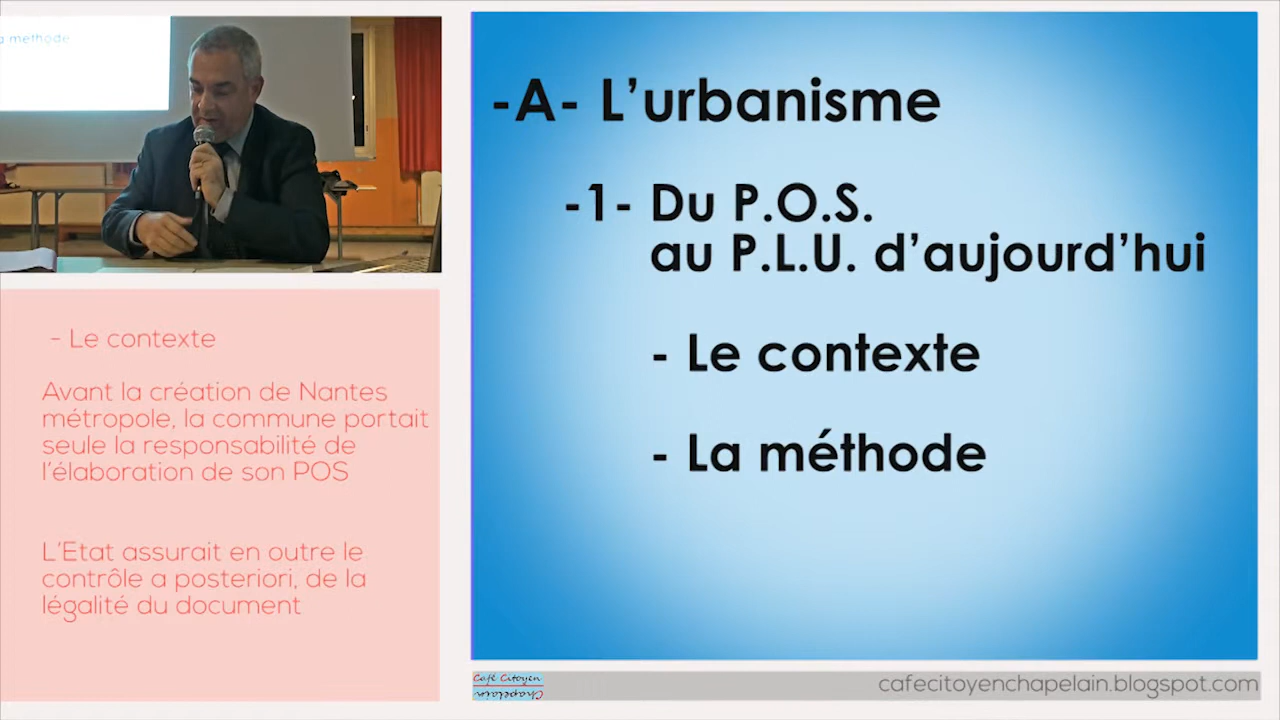 la méthode
- Le contexte
Avant la création de Nantes
métropole, la commune portait
seule la responsabilité de
l'élaboration de son POS
L'Etat assurait en outre le
contrôle a posteriori, de la
légalité du document
-A- L'urbanisme
-1- Du P.O.S.
au P.L.U. d'aujourd'hui
- Le contexte
- La méthode
Café Citoyen
Chapelain
cafecitoyenchapelain.blogspot.com